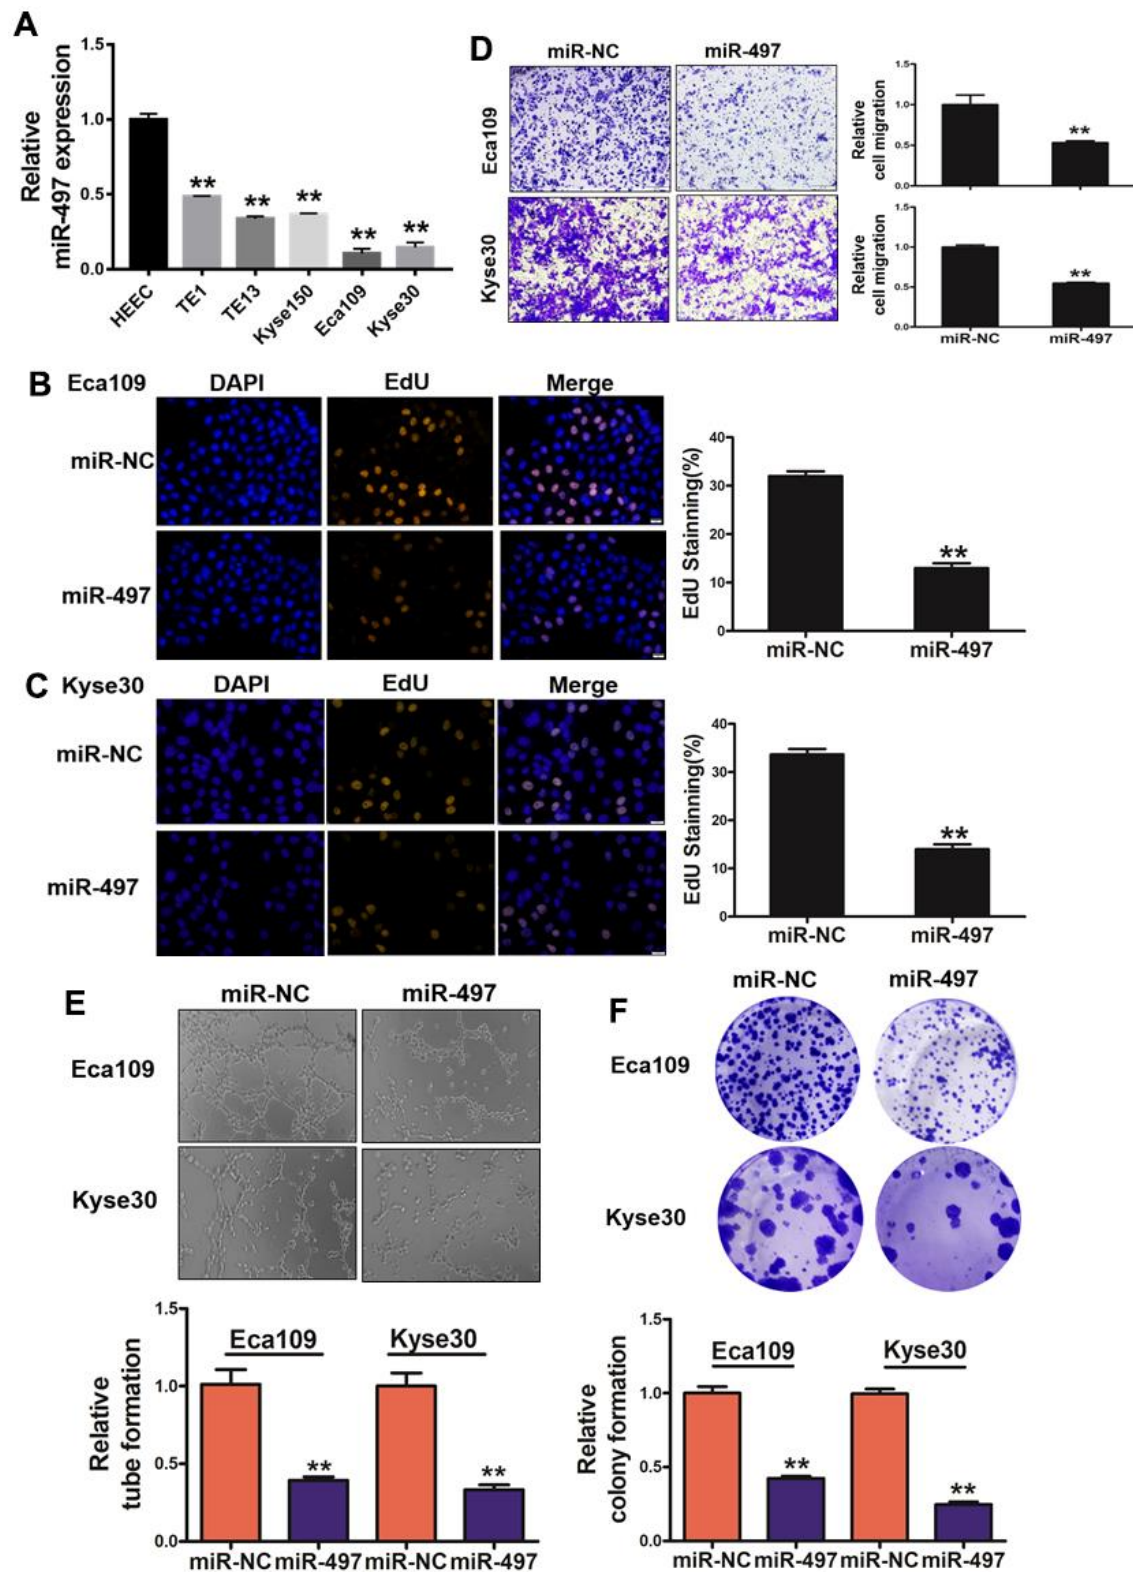 A
Relative
miR-497 expression
1.5
1.0
0.5
0.0
**
**
**
**
**
HEEC
TE1
TE13
Kyse150
Eca109
Kyse30
D
miR-NC
miR-497
Eca109
Kyse30
Relative
cell migration
1.5
1.0
0.5
0.0
**
Relative
cell migration
1.5
1.0
0.5
0.0
**
miR-NC
miR-497
B
Eca109
DAPI
EdU
Merge
miR-NC
miR-497
EdU Stainning(%)
40
30
20
10
0
**
miR-NC
miR-497
C
Kyse30
DAPI
EdU
Merge
miR-NC
miR-497
EdU Stainning(%)
40
30
20
10
0
**
miR-NC
miR-497
E
miR-NC
miR-497
Eca109
Kyse30
Relative
tube formation
1.5
1.0
0.5
0.0
Eca109
Kyse30
**
**
miR-NC miR-497 miR-NC miR-497
F
miR-NC
miR-497
Eca109
Kyse30
Relative
colony formation
1.5
1.0
0.5
0.0
Eca109
Kyse30
**
**
miR-NC miR-497 miR-NC miR-497